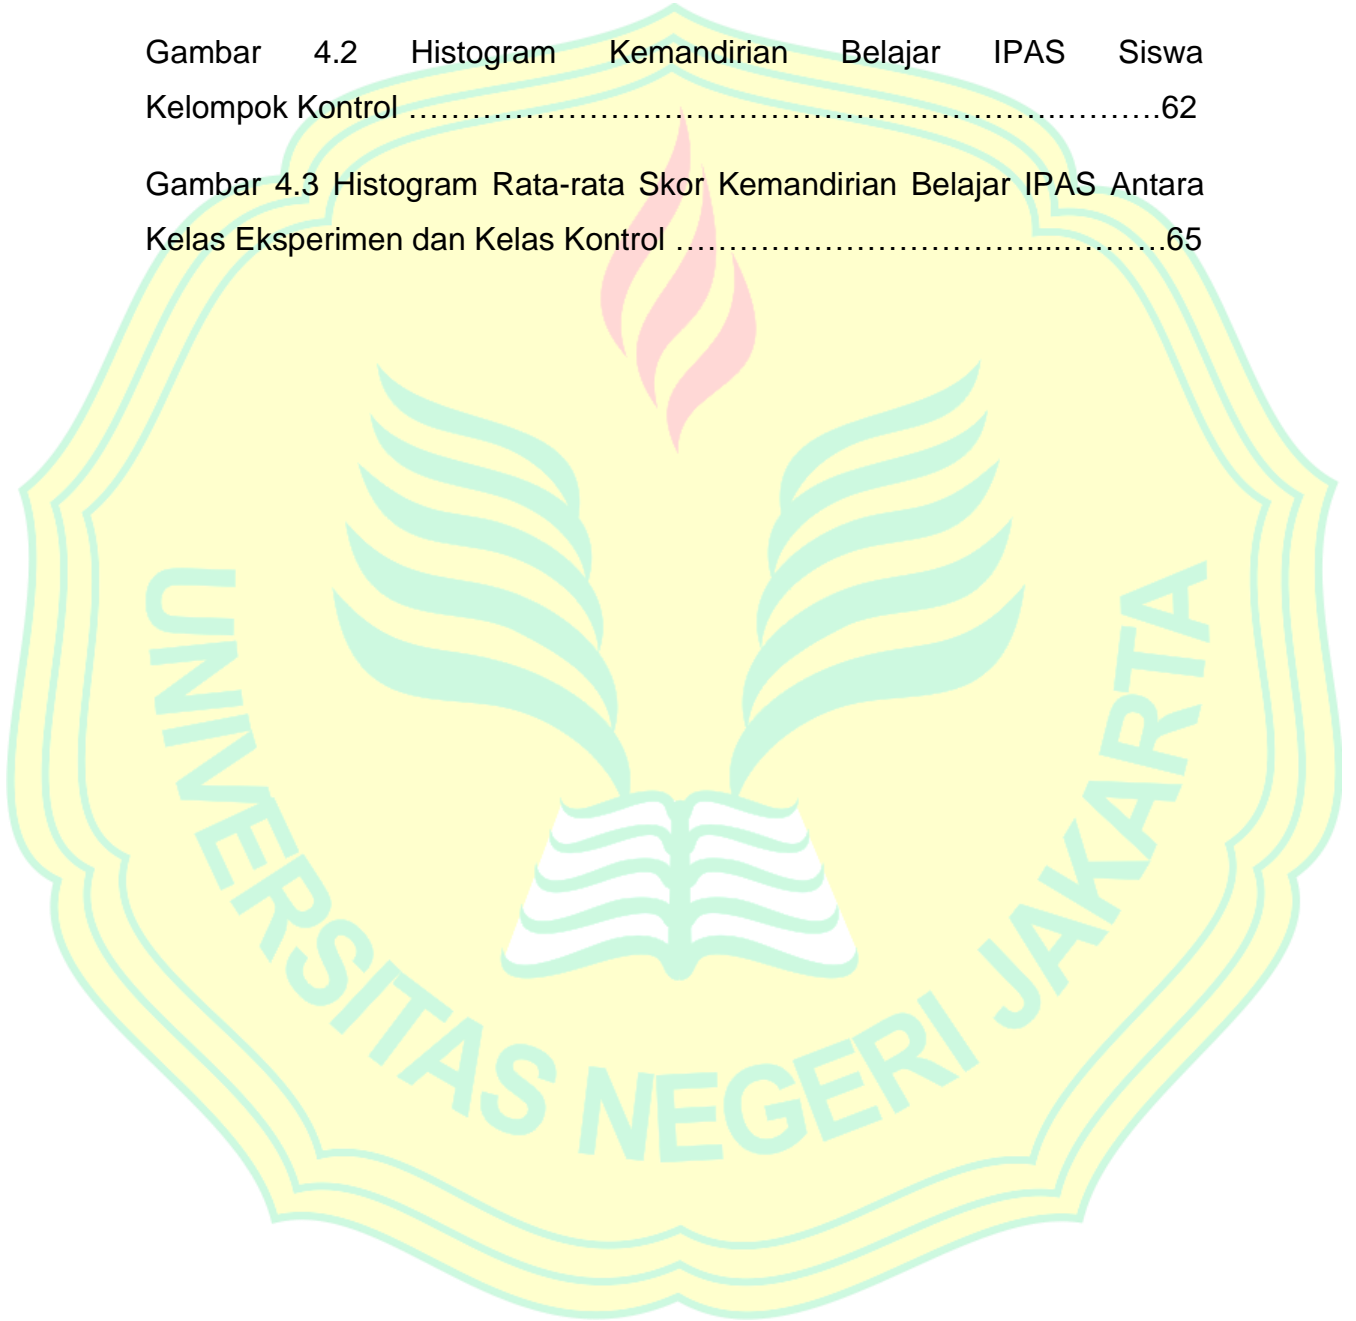 Gambar 4.2 Histogram Kemandirian Belajar IPAS Siswa
Kelompok Kontrol ……………………………………………………….……….62
Gambar 4.3 Histogram Rata-rata Skor Kemandirian Belajar IPAS Antara
Kelas Eksperimen dan Kelas Kontrol ……………………………....……….65
UNIVERSITAS NEGERI JAKARTA